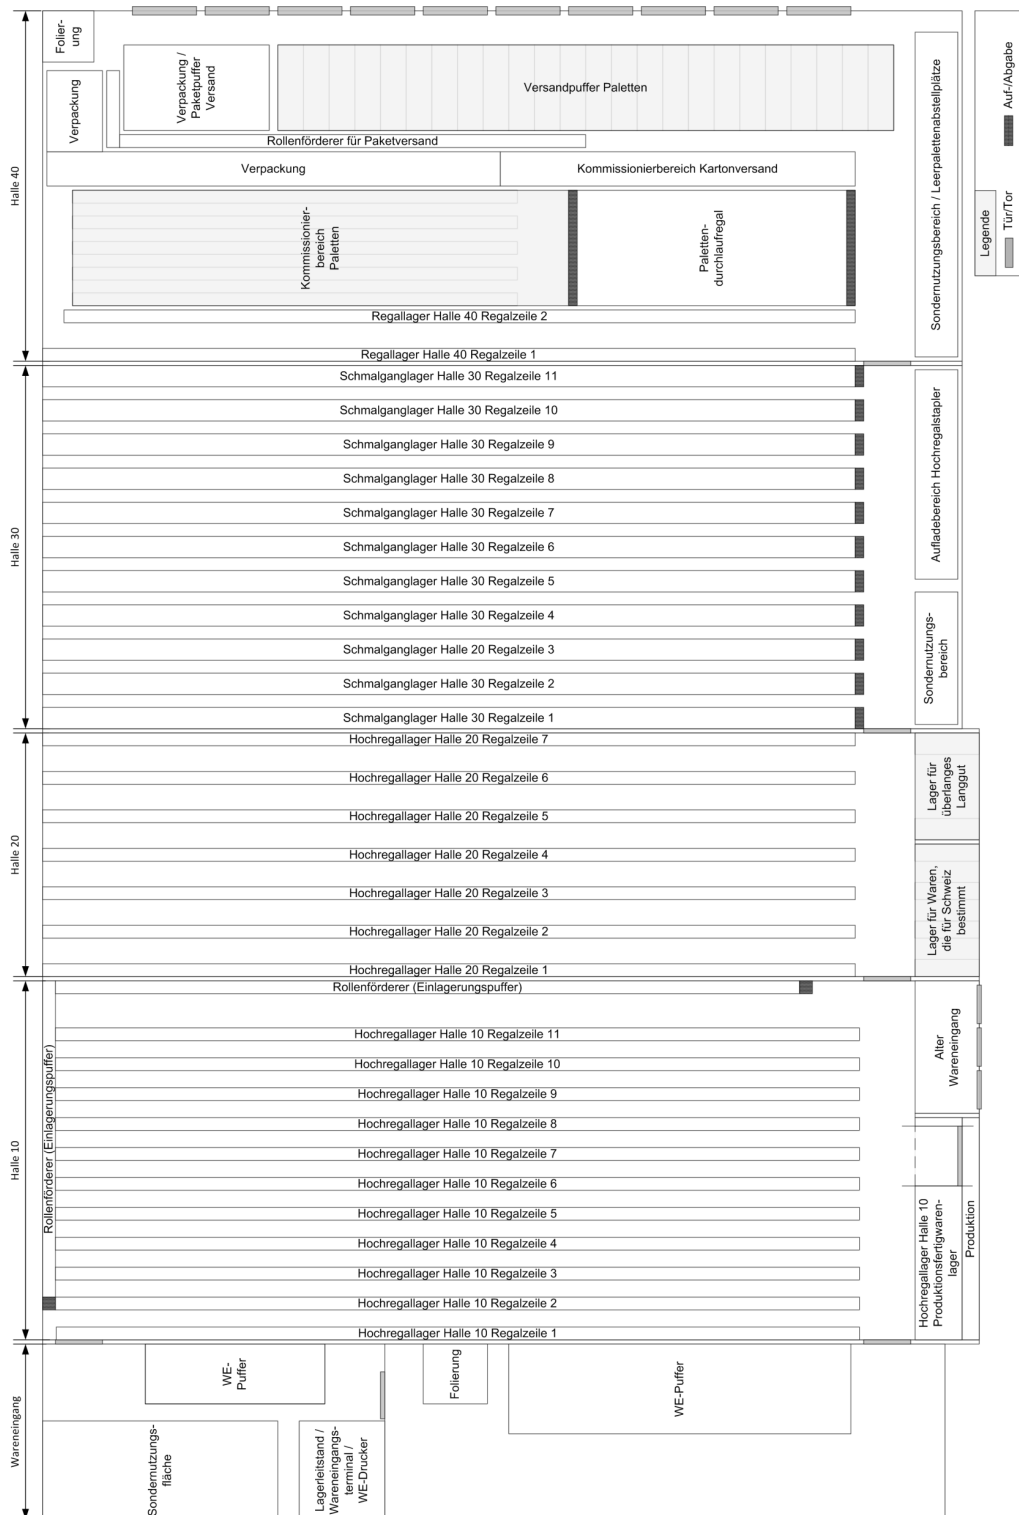 Halle 40
Folier-
ung
Verpackung
Verpackung /
Paketpuffer
Versand
Versandpuffer Paletten
Rollenförderer für Paketversand
Verpackung
Kommissionierbereich Kartonversand
Kommissionier-
bereich
Paletten
Paletten-
durchlaufregal
Regallager Halle 40 Regalzeile 2
Regallager Halle 40 Regalzeile 1
Sondernutzungsbereich / Leerpalettenabstellplätze
Legende
Auf-/Abgabe
Tür/Tor
Halle 30
Schmalganglager Halle 30 Regalzeile 11
Schmalganglager Halle 30 Regalzeile 10
Schmalganglager Halle 30 Regalzeile 9
Schmalganglager Halle 30 Regalzeile 8
Schmalganglager Halle 30 Regalzeile 7
Schmalganglager Halle 30 Regalzeile 6
Schmalganglager Halle 30 Regalzeile 5
Schmalganglager Halle 30 Regalzeile 4
Schmalganglager Halle 20 Regalzeile 3
Schmalganglager Halle 30 Regalzeile 2
Schmalganglager Halle 30 Regalzeile 1
Aufladebereich Hochregalstapler
Sondernutzungs-
bereich
Halle 20
Hochregallager Halle 20 Regalzeile 7
Hochregallager Halle 20 Regalzeile 6
Hochregallager Halle 20 Regalzeile 5
Hochregallager Halle 20 Regalzeile 4
Hochregallager Halle 20 Regalzeile 3
Hochregallager Halle 20 Regalzeile 2
Hochregallager Halle 20 Regalzeile 1
Lager für
überlanges
Langgut
Lager für Waren,
die für Schweiz
bestimmt
Halle 10
Rollenförderer (Einlagerungspuffer)
Rollenförderer (Einlagerungspuffer)
Hochregallager Halle 10 Regalzeile 11
Hochregallager Halle 10 Regalzeile 10
Hochregallager Halle 10 Regalzeile 9
Hochregallager Halle 10 Regalzeile 8
Hochregallager Halle 10 Regalzeile 7
Hochregallager Halle 10 Regalzeile 6
Hochregallager Halle 10 Regalzeile 5
Hochregallager Halle 10 Regalzeile 4
Hochregallager Halle 10 Regalzeile 3
Hochregallager Halle 10 Regalzeile 2
Hochregallager Halle 10 Regalzeile 1
Alter
Wareneingang
Hochregallager Halle 10
Produktionsfertigwaren-
lager
Produktion
Wareneingang
WE-
Puffer
Folierung
WE-Puffer
Sondernutzungs-
fläche
Lagerleitstand /
Wareneingangs-
terminal /
WE-Drucker